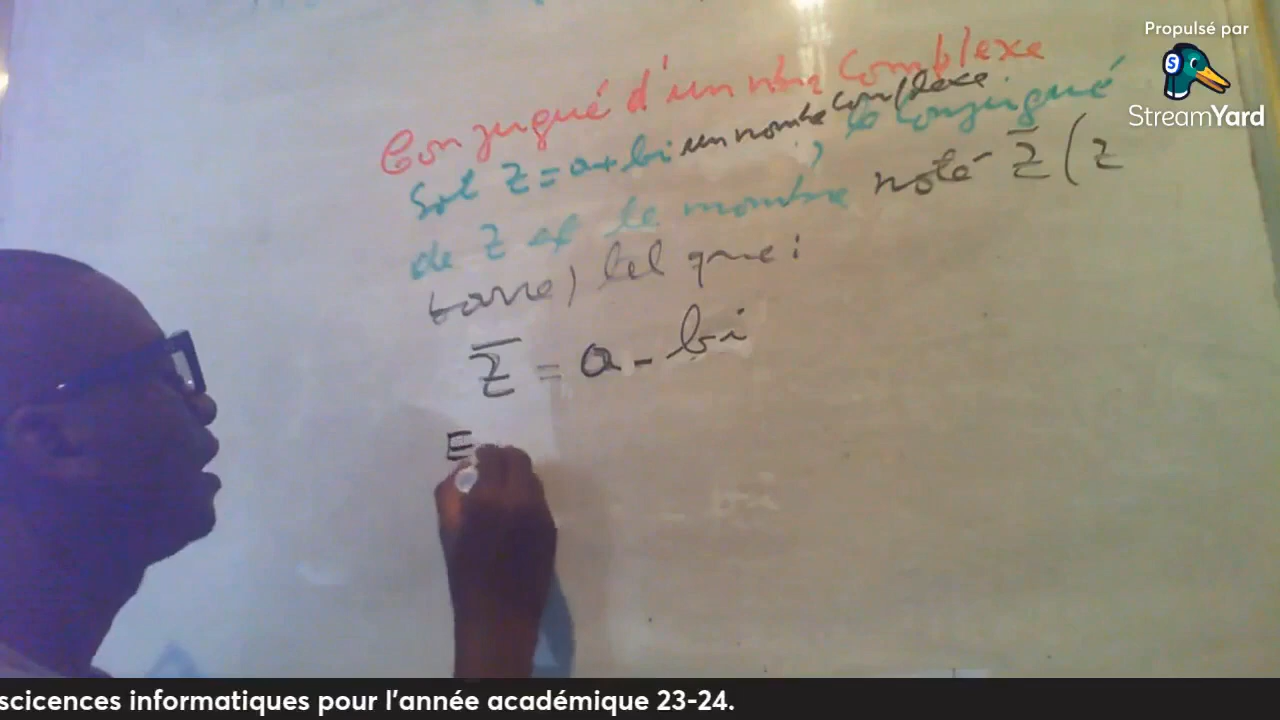 Propulsé par
StreamYard
Conjugué d'un nbre Complexe
Soit Z = a + bi un nombre complexe, le conjugué
de Z est le nombre noté Z̄ (Z
barre) tel que :
Z̄ = a - bi
E
scicences informatiques pour l'année académique 23-24.